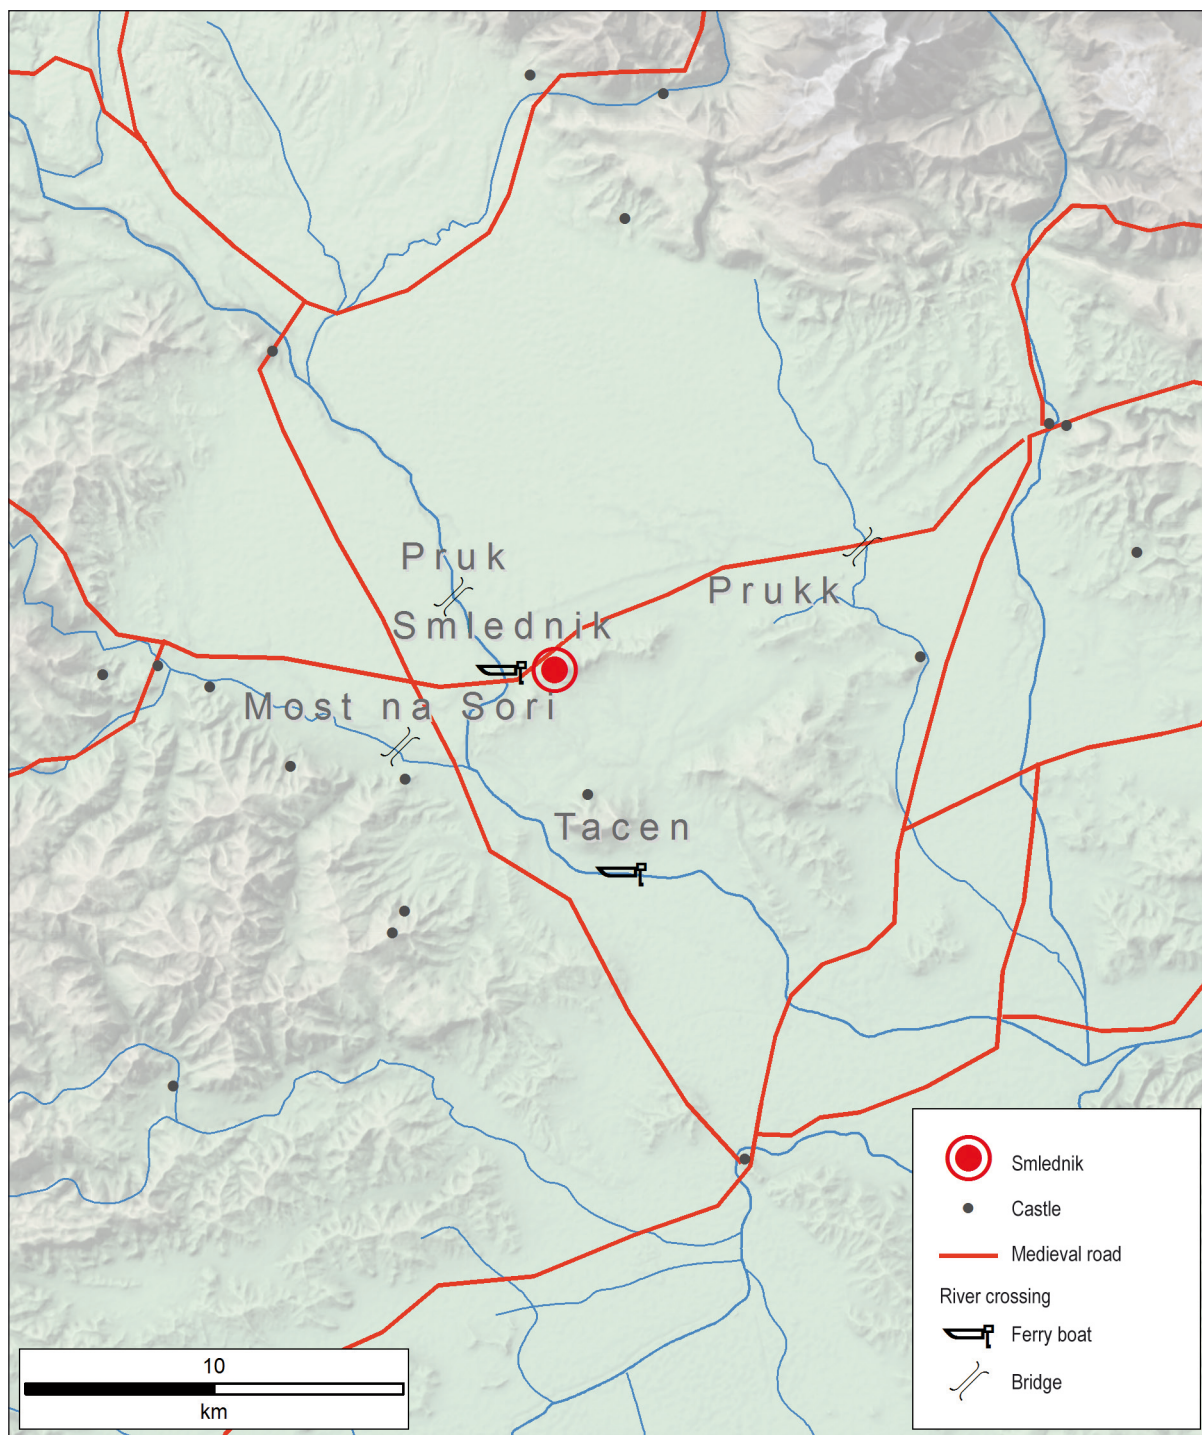 Pruk
Prukk
Smlednik
Most na Sori
Tacen
Smlednik
Castle
Medieval road
River crossing
Ferry boat
Bridge
10
km